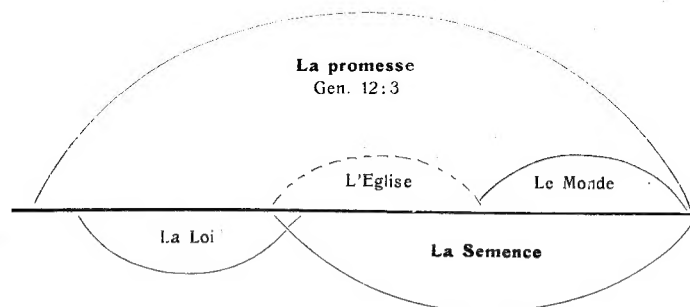 La promesse
Gen. 12:3
L'Eglise
Le Monde
La Loi
La Semence